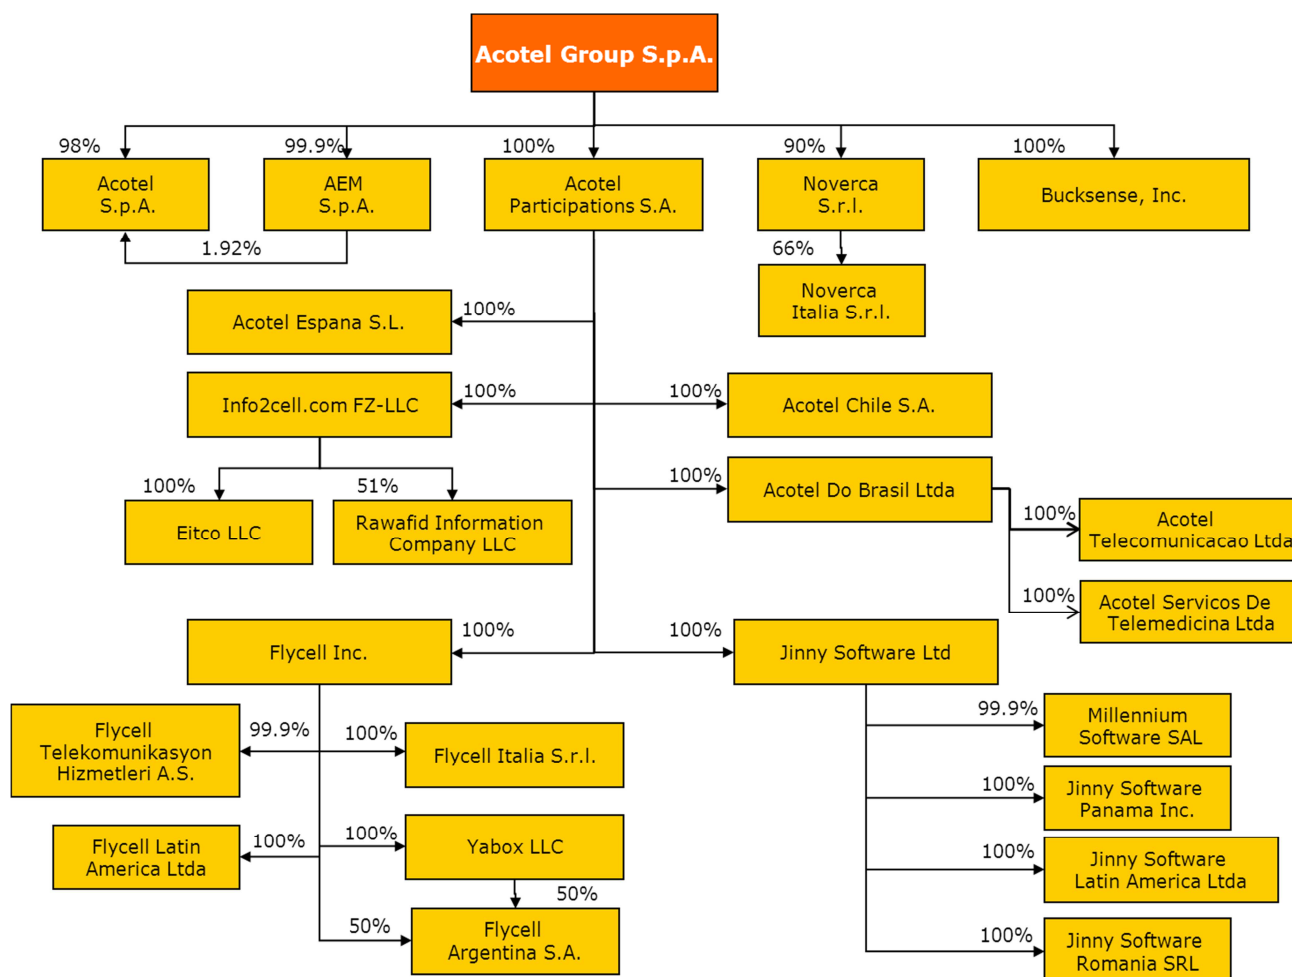 Acotel Group S.p.A.
98%
99.9%
100%
90%
100%
Acotel
S.p.A.
AEM
S.p.A.
Acotel
Participations S.A.
Noverca
S.r.l.
Bucksense, Inc.
1.92%
66%
Noverca
Italia S.r.l.
Acotel Espana S.L.
100%
Info2cell.com FZ-LLC
100%
100%
Acotel Chile S.A.
100%
51%
100%
Acotel Do Brasil Ltda
Eitco LLC
Rawafid Information
Company LLC
100%
Acotel
Telecomunicacao Ltda
100%
Acotel Servicos De
Telemedicina Ltda
Flycell Inc.
100%
100%
Jinny Software Ltd
Flycell
Telekomunikasyon
Hizmetleri A.S.
99.9%
100%
Flycell Italia S.r.l.
99.9%
Millennium
Software SAL
100%
Jinny Software
Panama Inc.
Flycell Latin
America Ltda
100%
100%
Yabox LLC
100%
Jinny Software
Latin America Ltda
50%
50%
Flycell
Argentina S.A.
100%
Jinny Software
Romania SRL